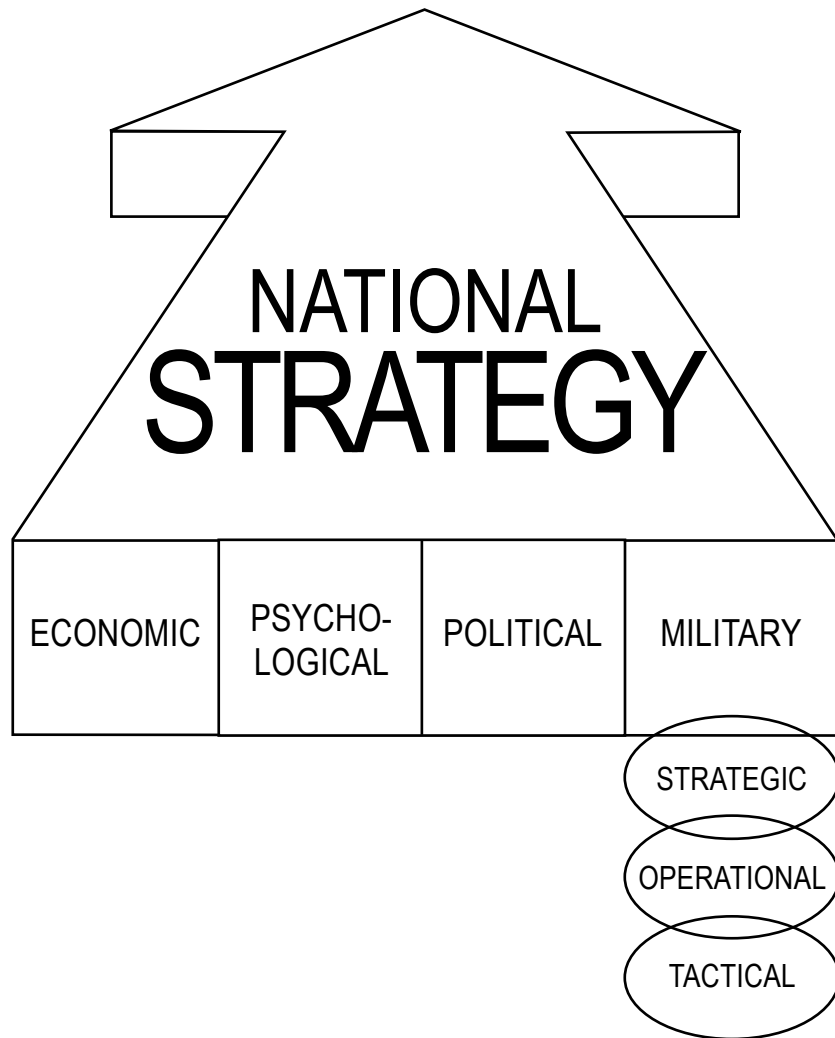 NATIONAL
STRATEGY
ECONOMIC
PSYCHO-
LOGICAL
POLITICAL
MILITARY
STRATEGIC
OPERATIONAL
TACTICAL